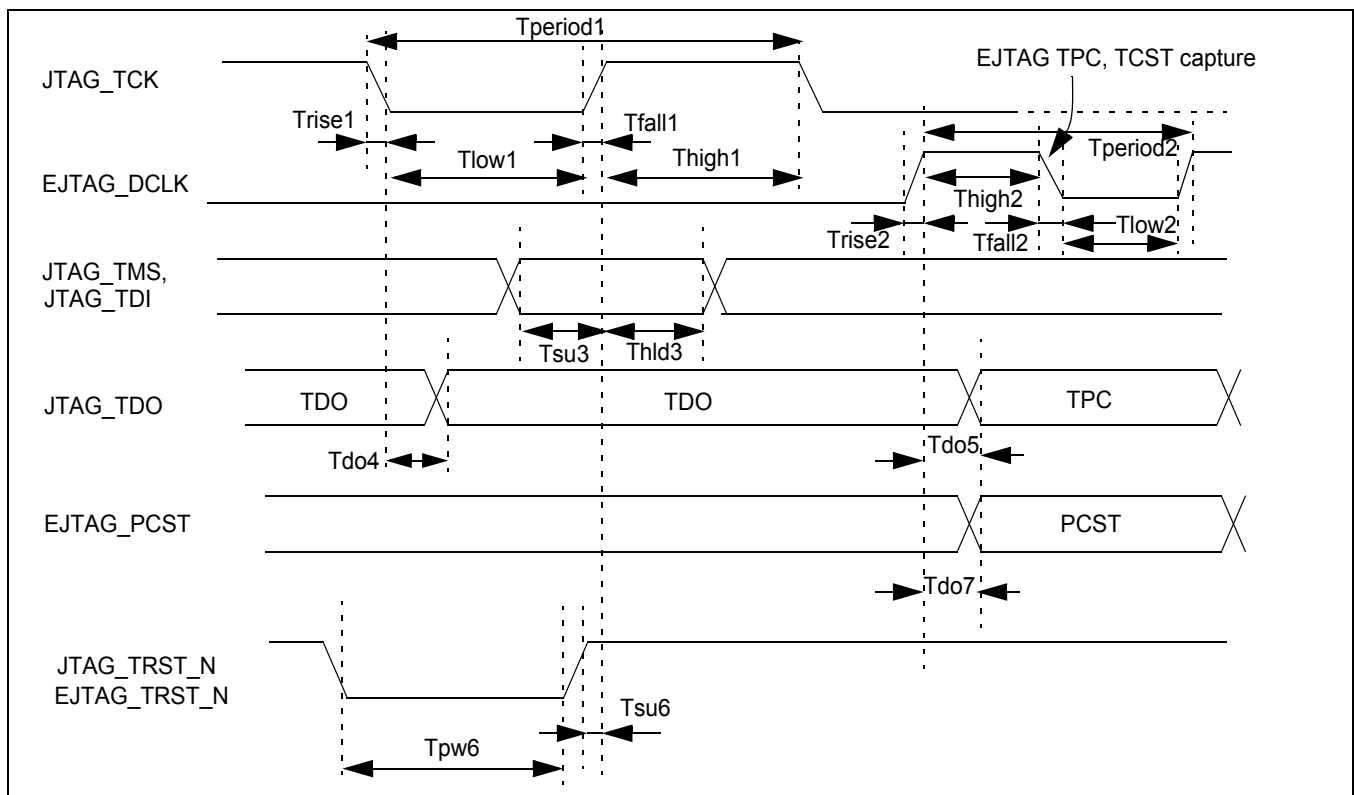 Tperiod1
EJTAG TPC, TCST capture
JTAG_TCK
Trise1
Tfall1
Tperiod2
Tlow1
Thigh1
EJTAG_DCLK
Thigh2
Tlow2
Trise2
Tfall2
JTAG_TMS,
JTAG_TDI
Tsu3
Thld3
JTAG_TDO
TDO
TDO
TPC
Tdo4
Tdo5
EJTAG_PCST
PCST
Tdo7
JTAG_TRST_N
EJTAG_TRST_N
Tsu6
Tpw6